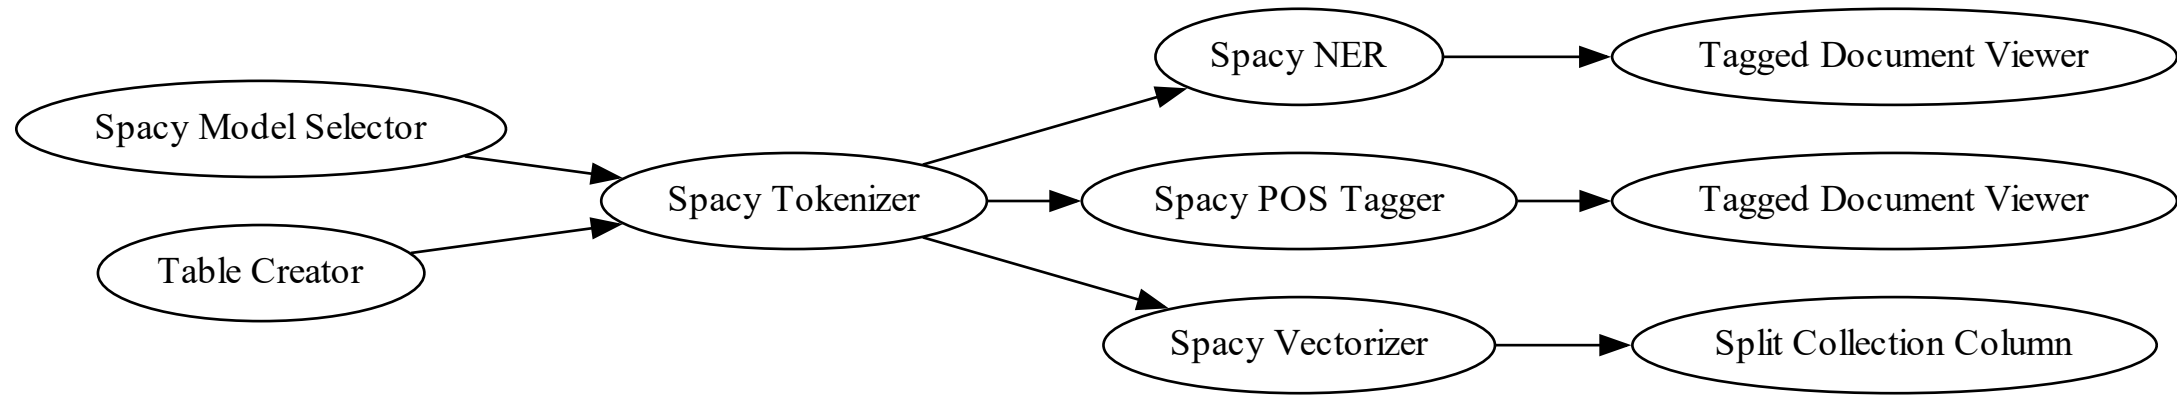 Spacy Model Selector
Table Creator
Spacy Tokenizer
Spacy NER
Spacy POS Tagger
Spacy Vectorizer
Tagged Document Viewer
Tagged Document Viewer
Split Collection Column